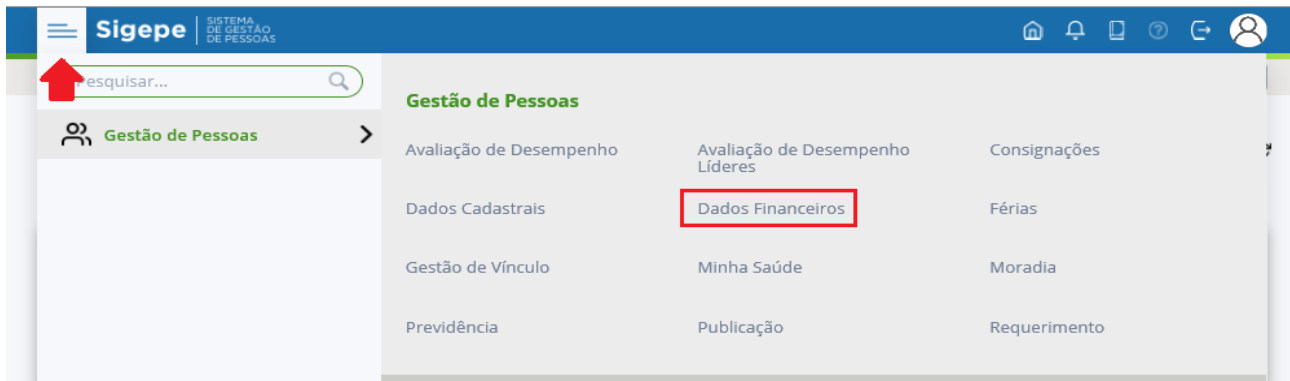 Sigepe
SISTEMA
DE GESTÃO
DE PESSOAS
Pesquisar...
Gestão de Pessoas
Gestão de Pessoas
Avaliação de Desempenho
Avaliação de Desempenho
Líderes
Consignações
Dados Cadastrais
Dados Financeiros
Férias
Gestão de Vínculo
Minha Saúde
Moradia
Previdência
Publicação
Requerimento